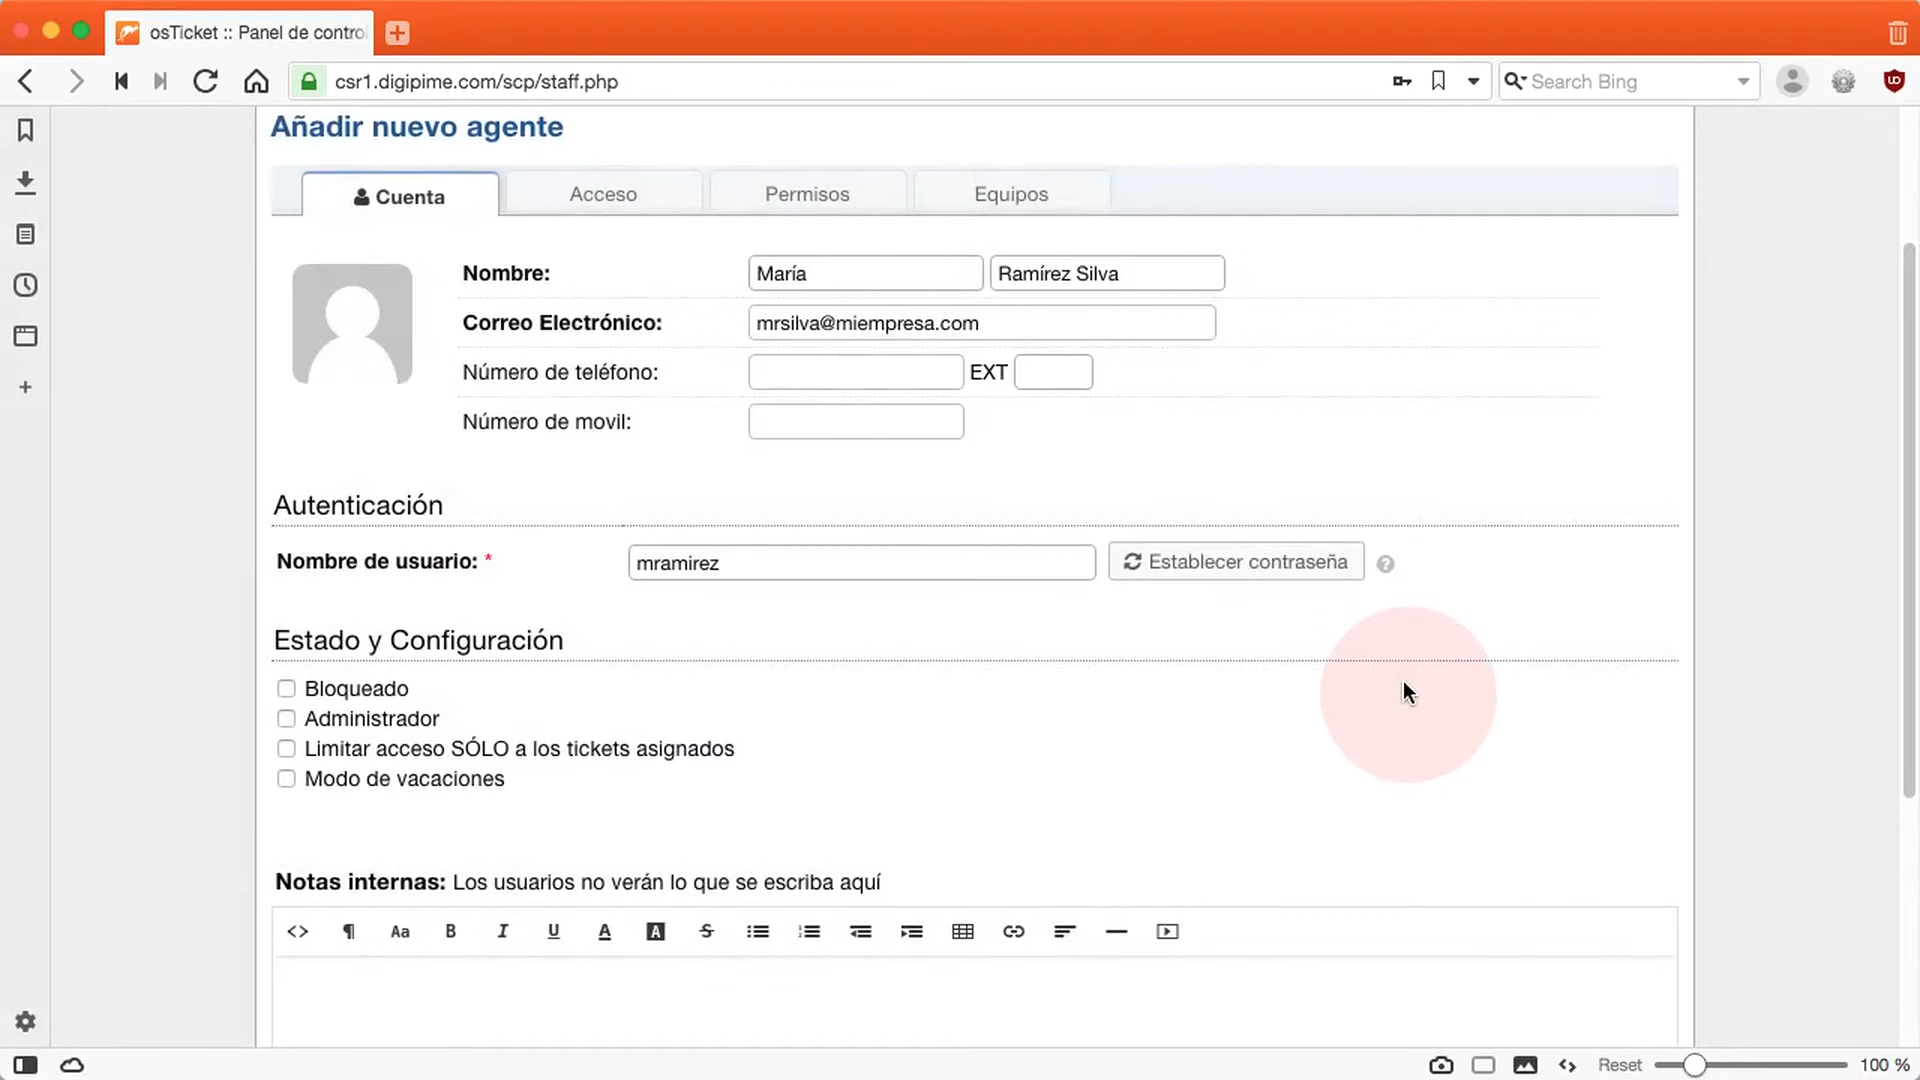 osTicket :: Panel de contro
csr1.digipime.com/scp/staff.php
Search Bing
Añadir nuevo agente
Cuenta
Acceso
Permisos
Equipos
Nombre: María Ramírez Silva
Correo Electrónico: mrsilva@miempresa.com
Número de teléfono: EXT
Número de movil:
Autenticación
Nombre de usuario: * mramirez Establecer contraseña ?
Estado y Configuración
Bloqueado
Administrador
Limitar acceso SÓLO a los tickets asignados
Modo de vacaciones
Notas internas: Los usuarios no verán lo que se escriba aquí
Reset 100 %